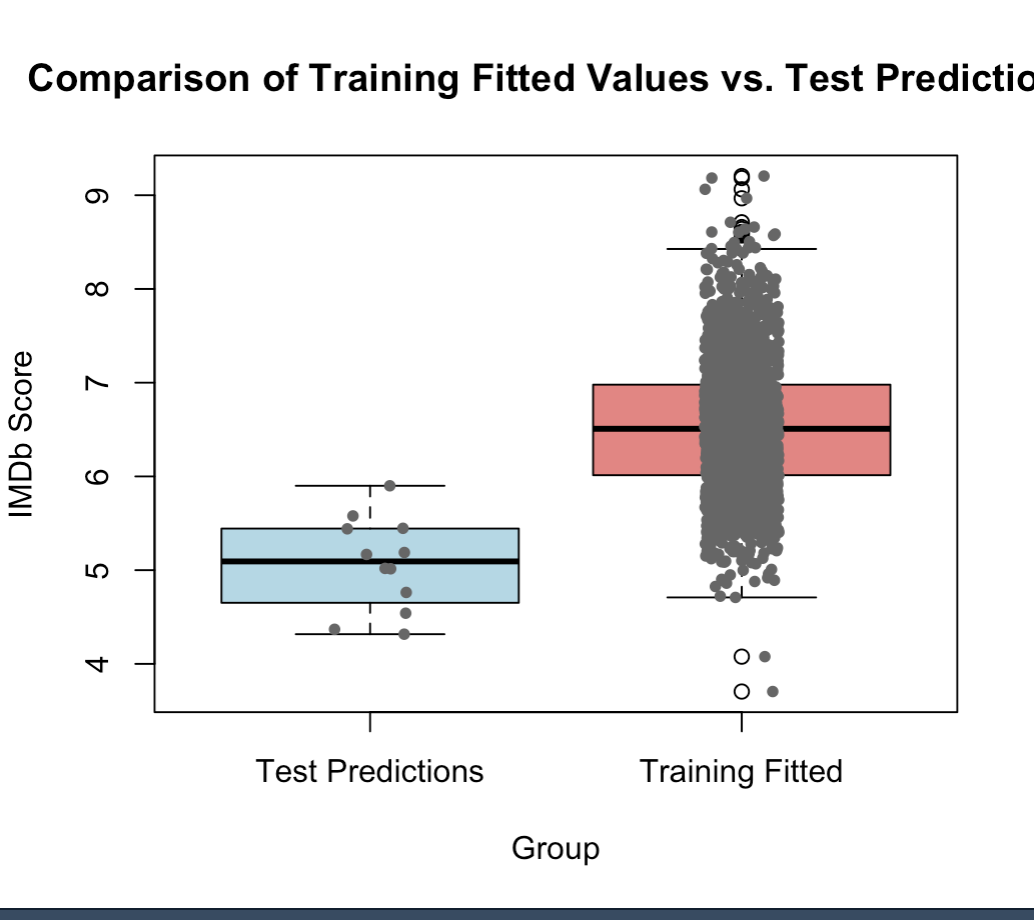 Comparison of Training Fitted Values vs. Test Predictio
IMDb Score
9
8
7
6
5
4
Test Predictions
Training Fitted
Group